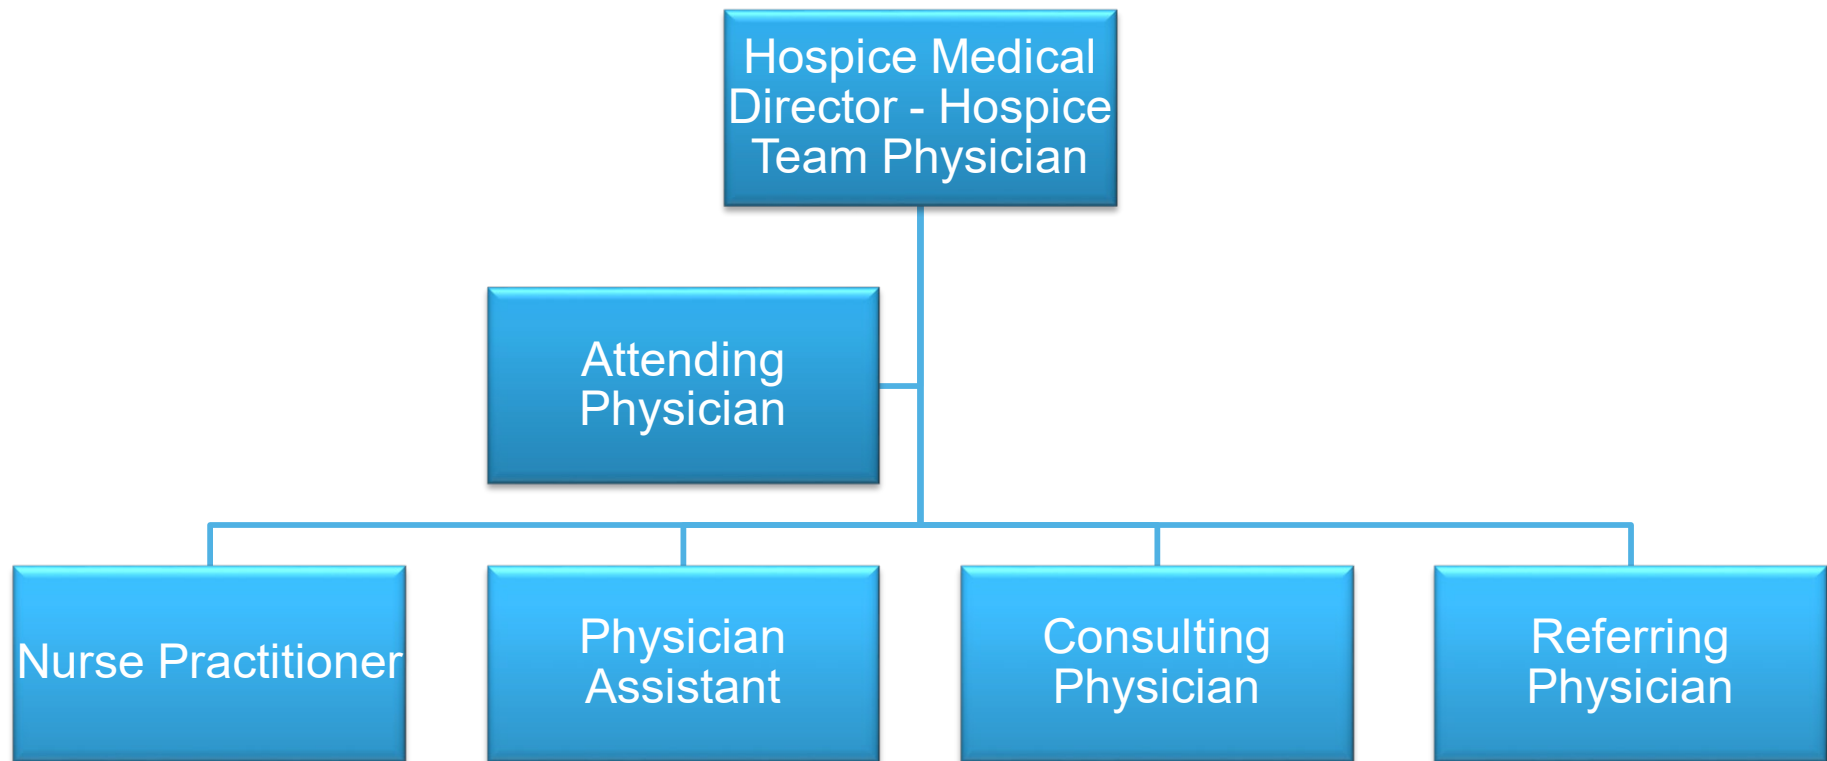 Hospice Medical
Director - Hospice
Team Physician
Attending
Physician
Nurse Practitioner
Physician
Assistant
Consulting
Physician
Referring
Physician